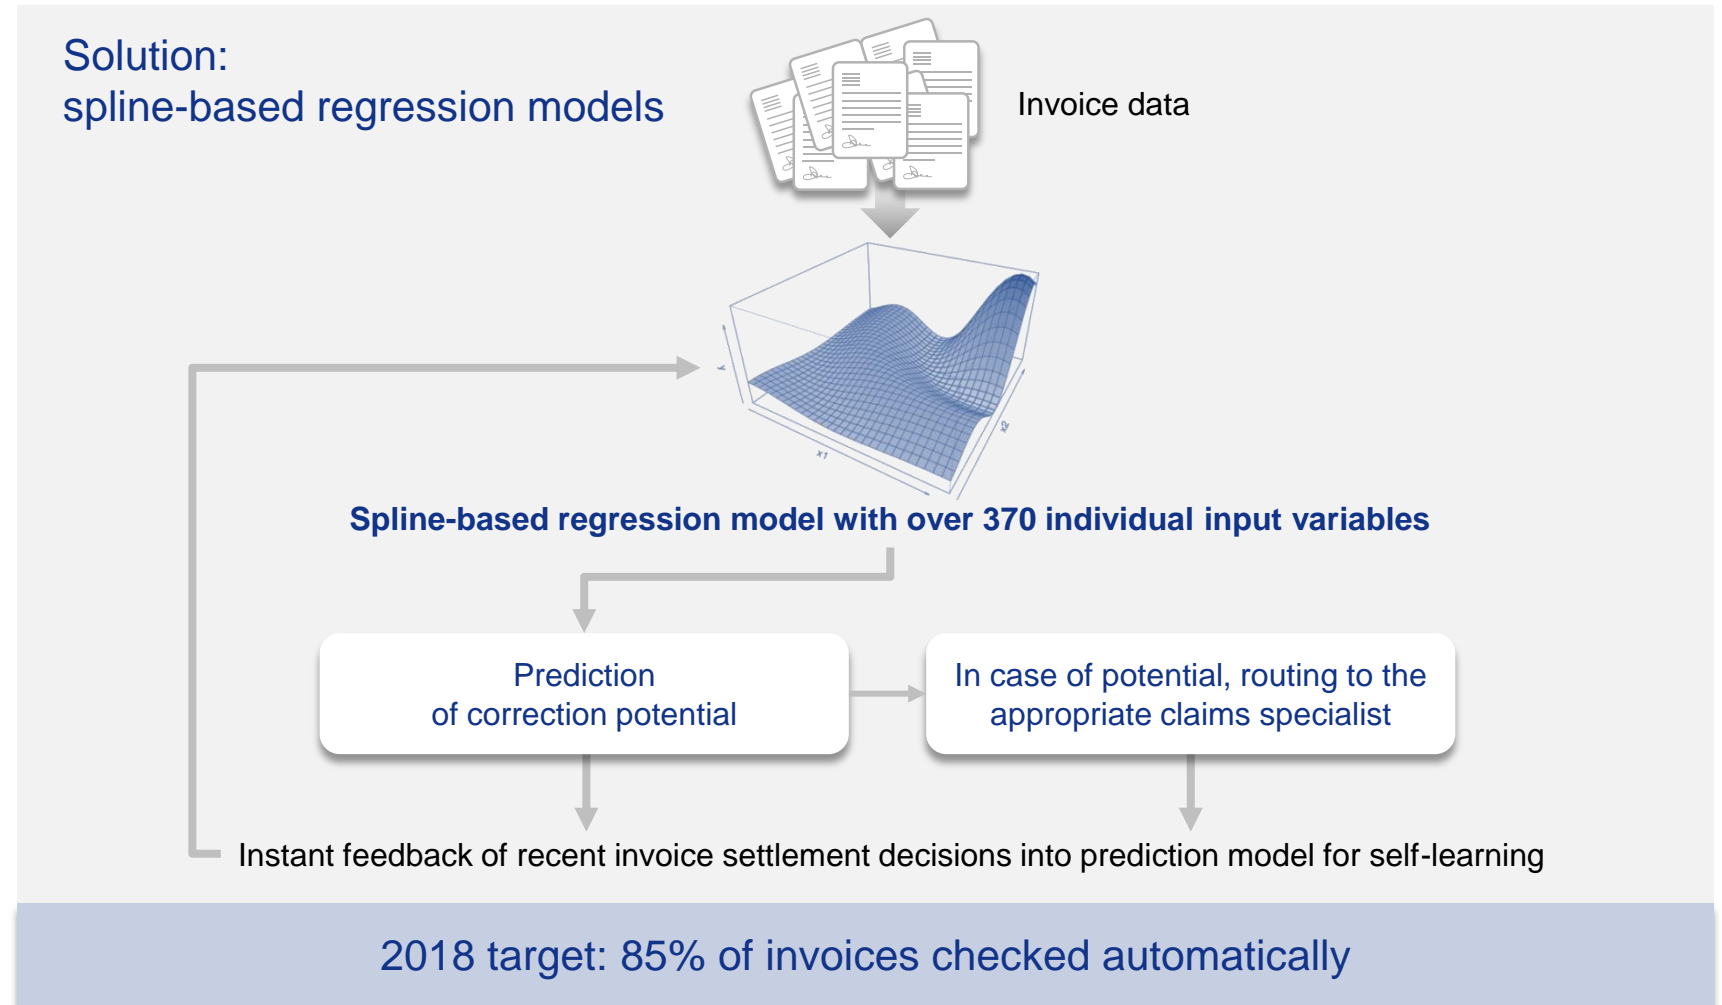 Solution:
spline-based regression models
Invoice data
y
x1
x2
Spline-based regression model with over 370 individual input variables
Prediction
of correction potential
In case of potential, routing to the
appropriate claims specialist
Instant feedback of recent invoice settlement decisions into prediction model for self-learning
2018 target: 85% of invoices checked automatically